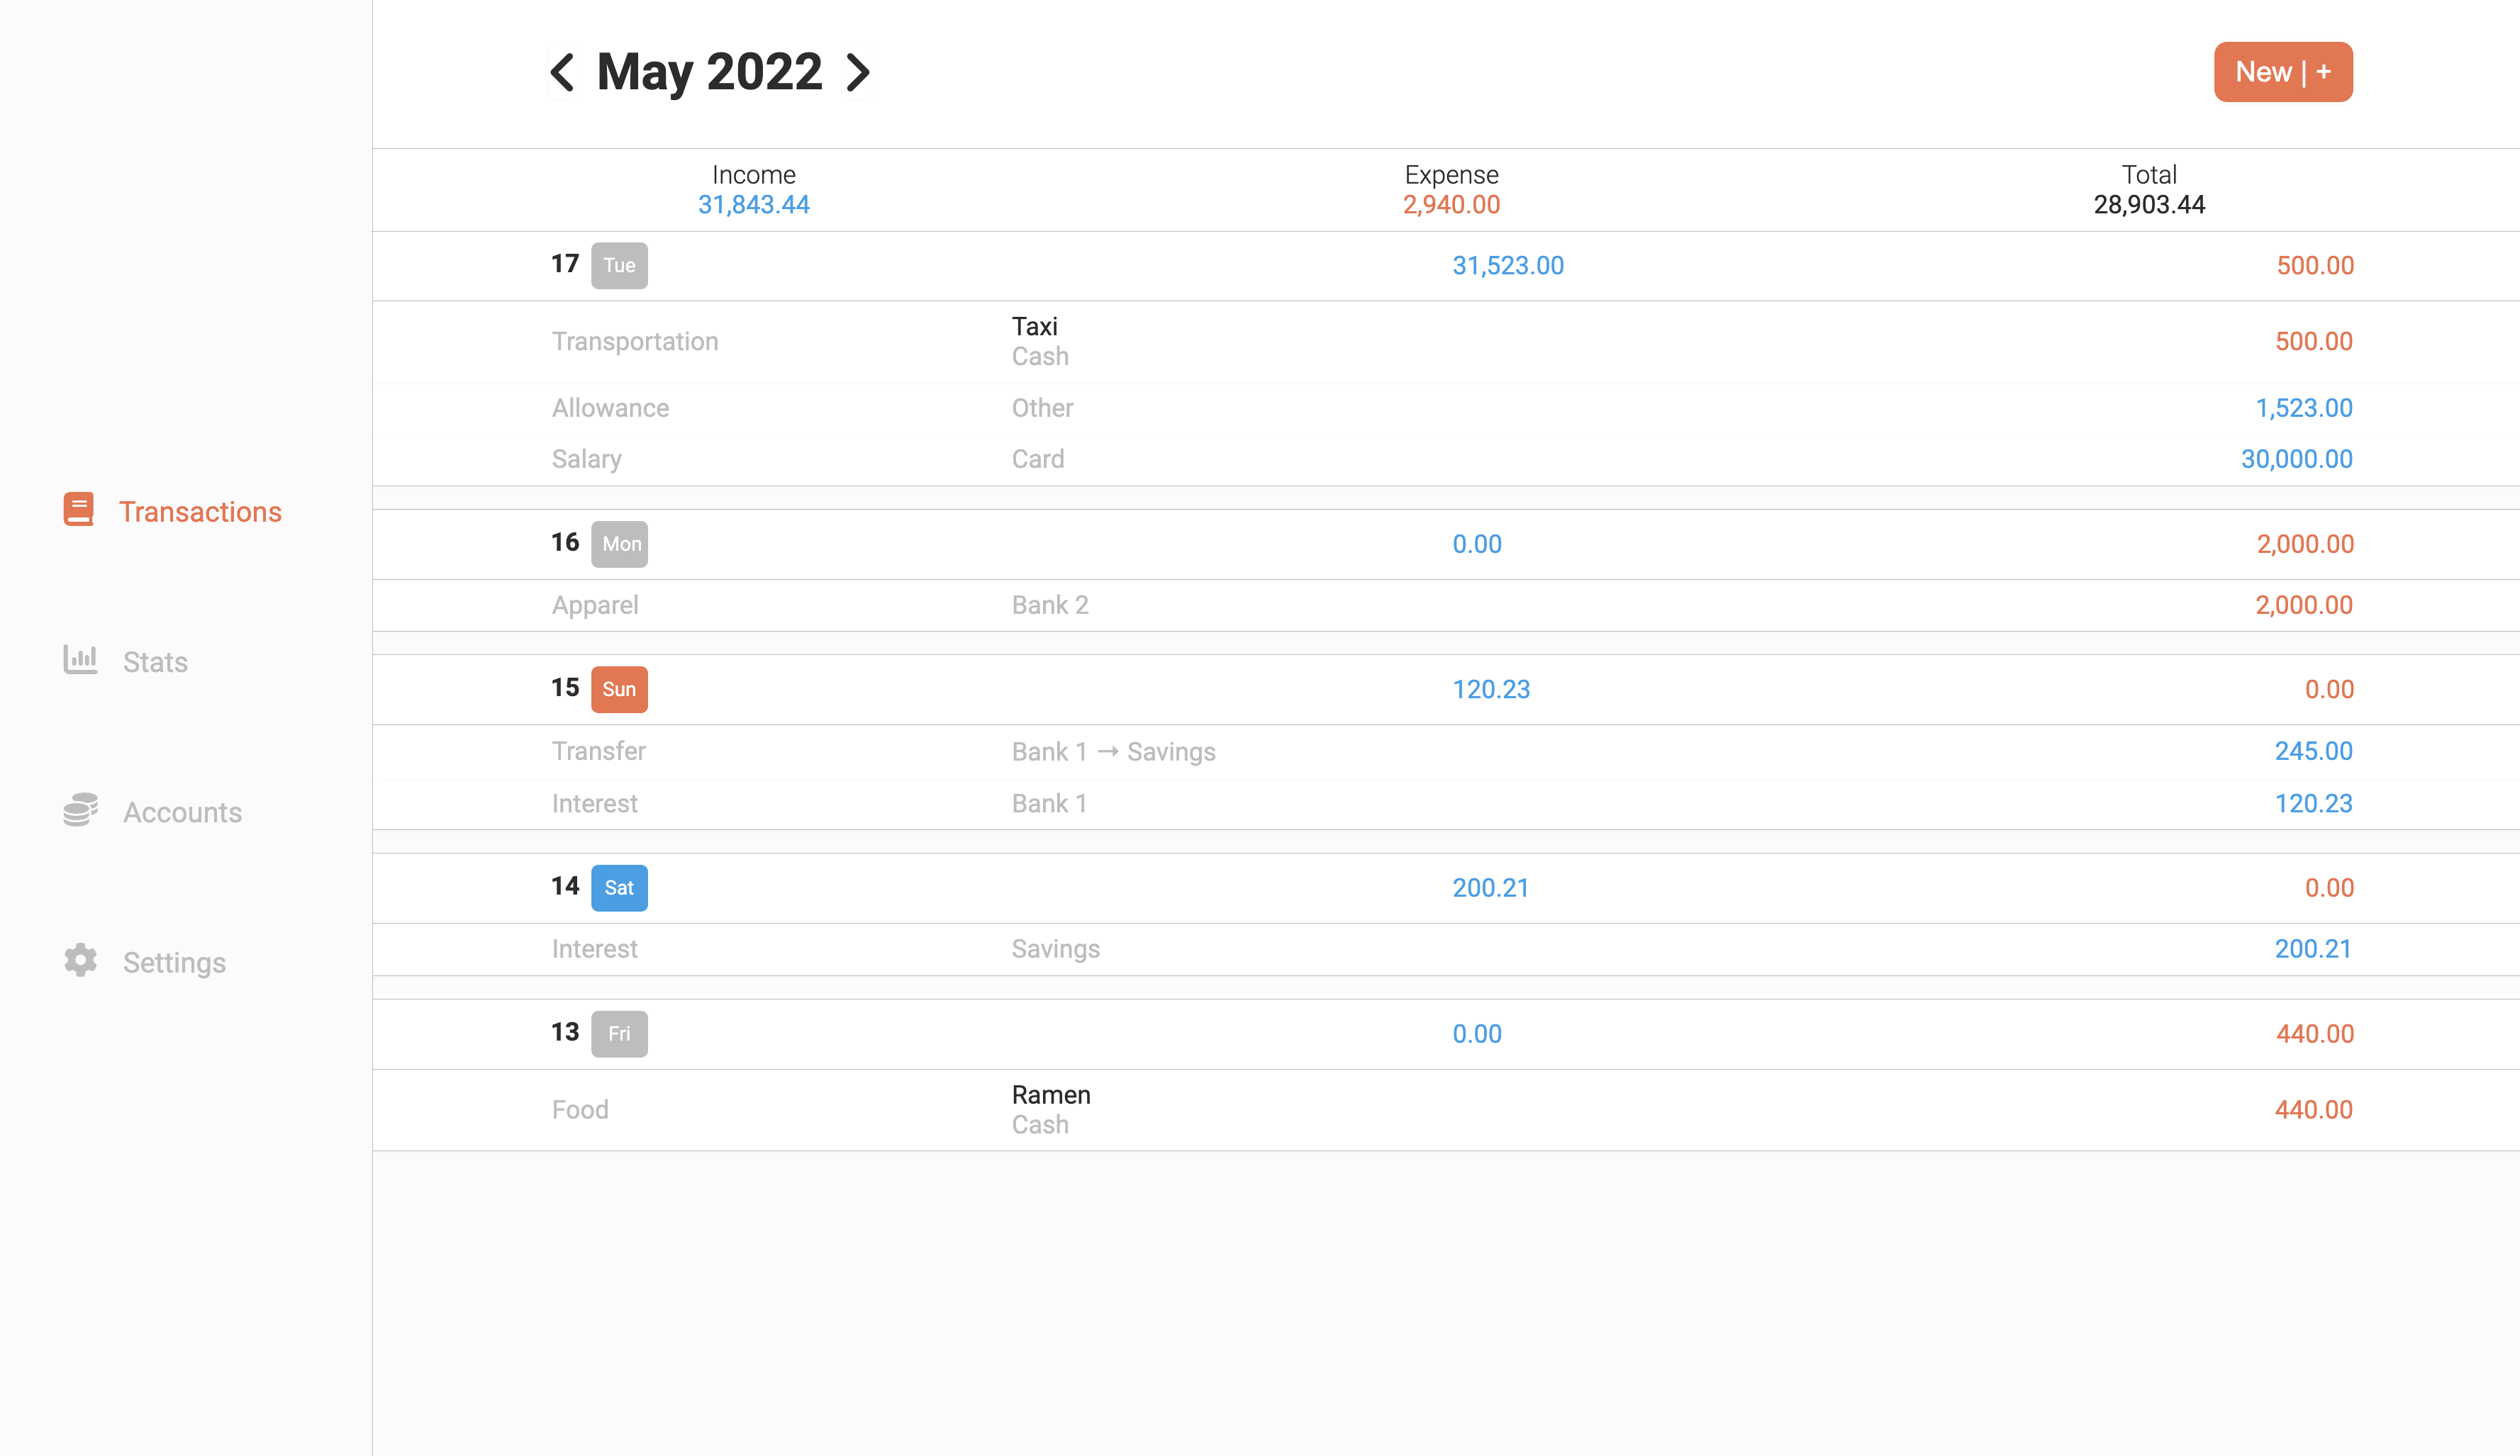 May 2022
New | +
Income
31,843.44
Expense
2,940.00
Total
28,903.44
17 Tue 31,523.00 500.00
Transportation Taxi Cash 500.00
Allowance Other 1,523.00
Salary Card 30,000.00
16 Mon 0.00 2,000.00
Apparel Bank 2 2,000.00
15 Sun 120.23 0.00
Transfer Bank 1 → Savings 245.00
Interest Bank 1 120.23
14 Sat 200.21 0.00
Interest Savings 200.21
13 Fri 0.00 440.00
Food Ramen Cash 440.00
Transactions
Stats
Accounts
Settings